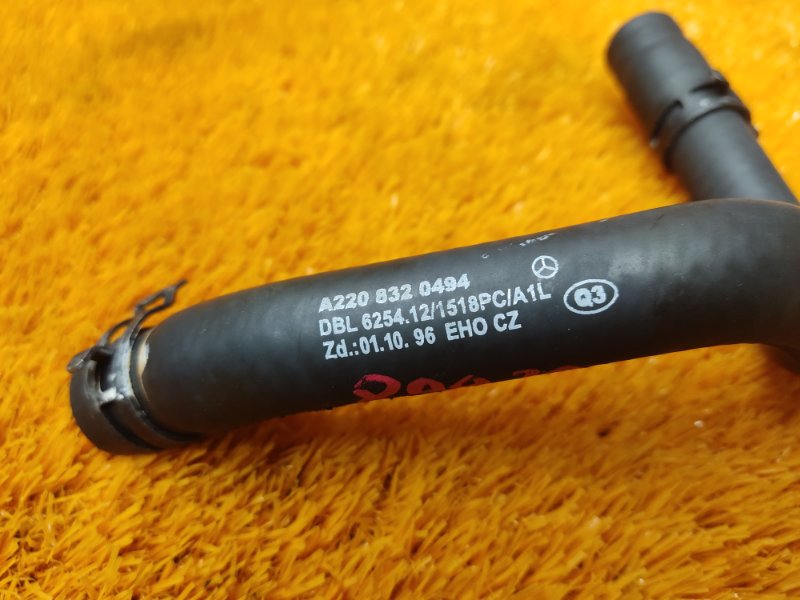 A220 832 0494
DBL 6254.12/1518PC/A1L
Zd.:01.10. 96 EHO CZ
Q3